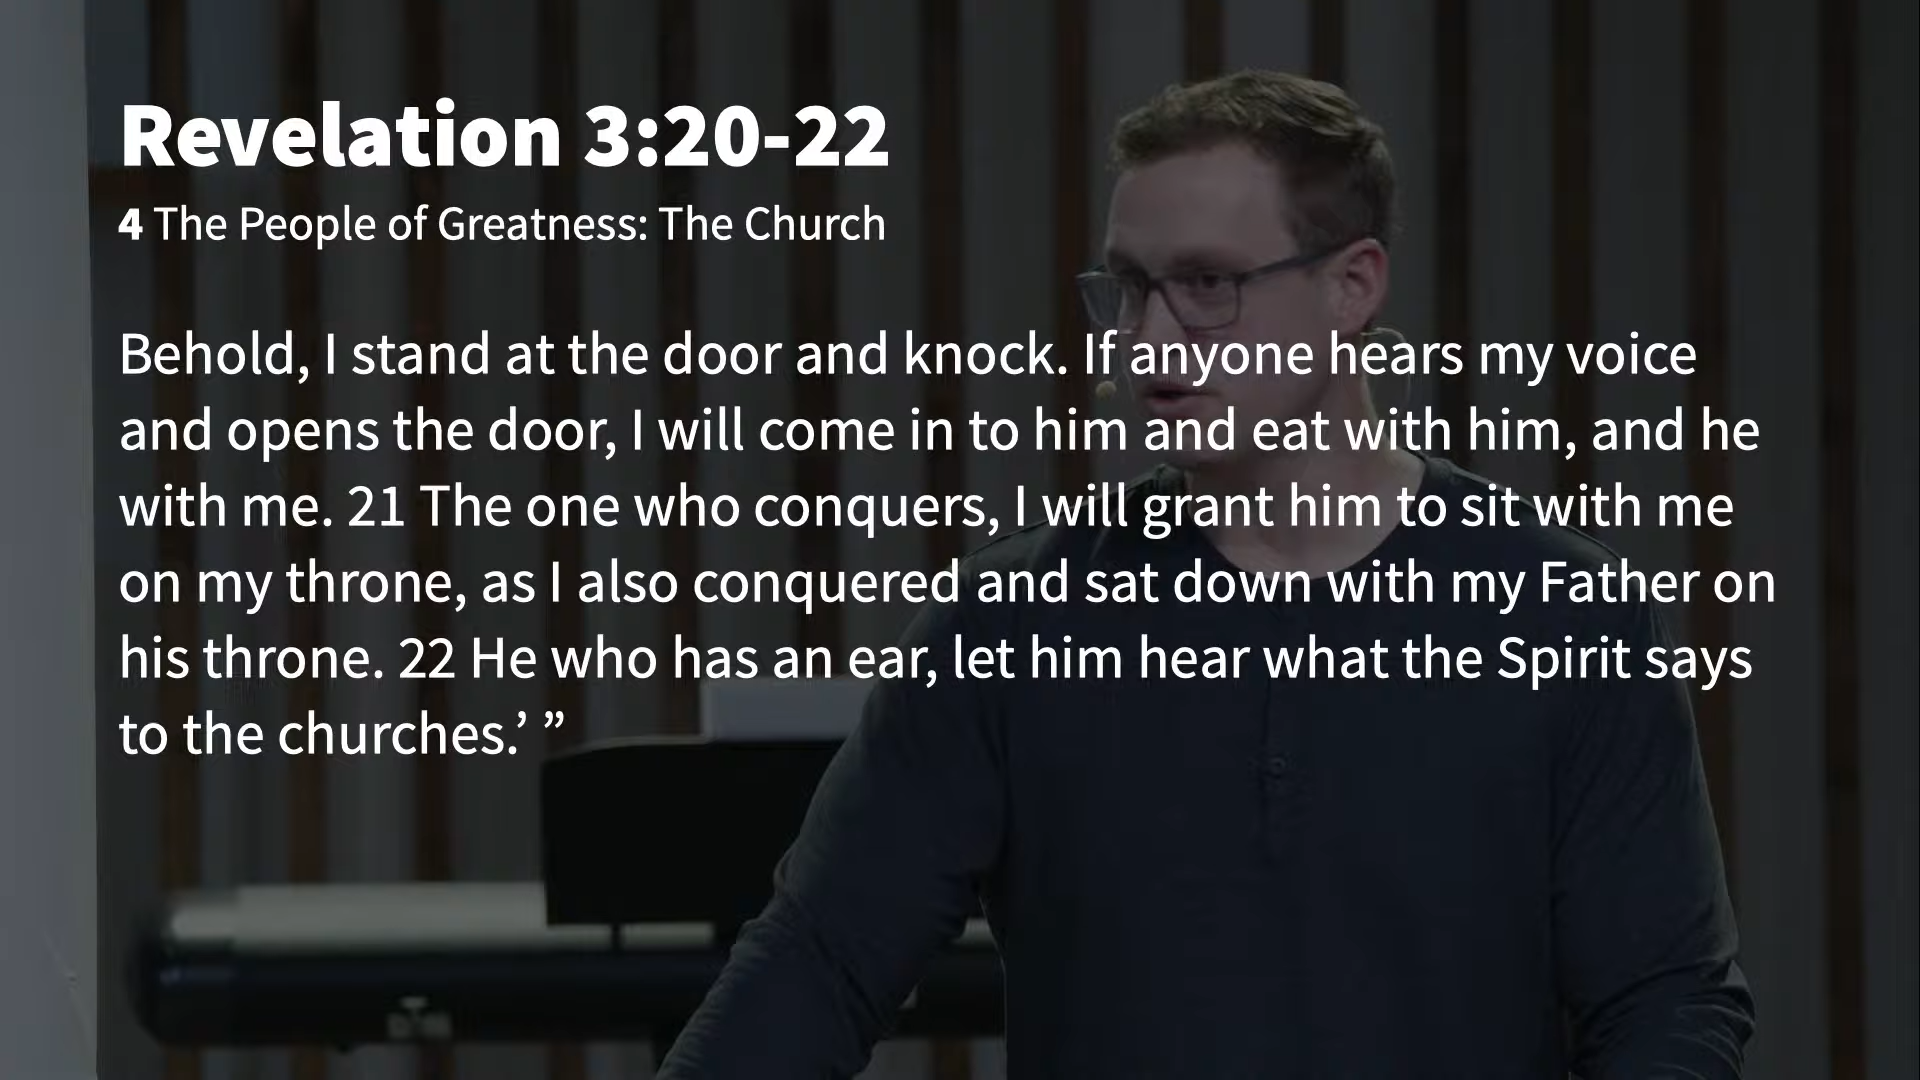 Revelation 3:20-22
4 The People of Greatness: The Church
Behold, I stand at the door and knock. If anyone hears my voice
and opens the door, I will come in to him and eat with him, and he
with me. 21 The one who conquers, I will grant him to sit with me
on my throne, as I also conquered and sat down with my Father on
his throne. 22 He who has an ear, let him hear what the Spirit says
to the churches.’ ”